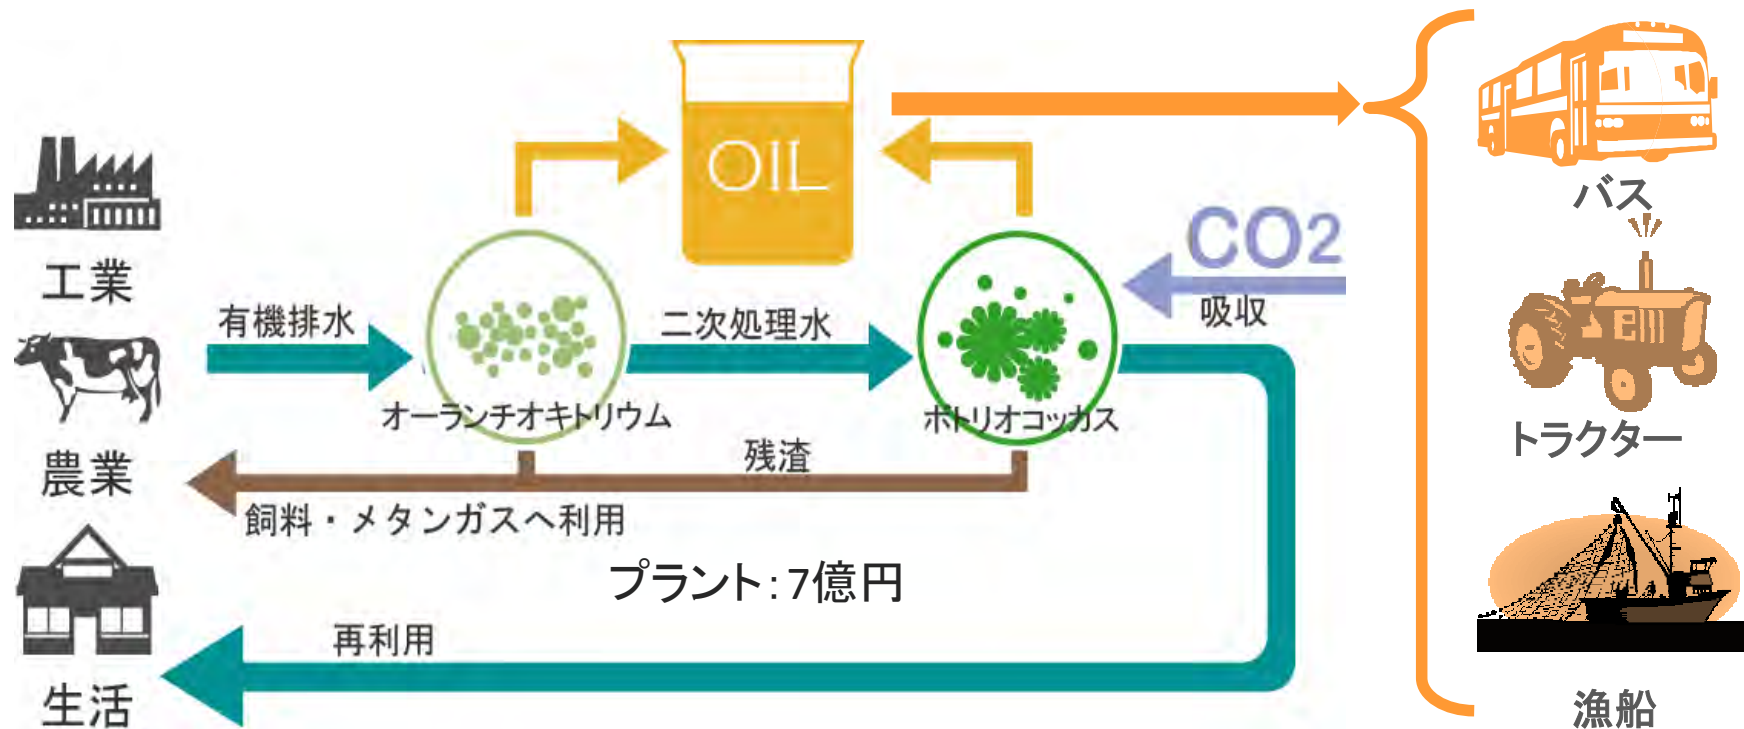 工業
農業
生活
有機排水
オーランチオキトリウム
OIL
二次処理水
ボトリオコッカス
CO2
吸収
残渣
飼料・メタンガスへ利用
プラント：7億円
再利用
バス
トラクター
漁船